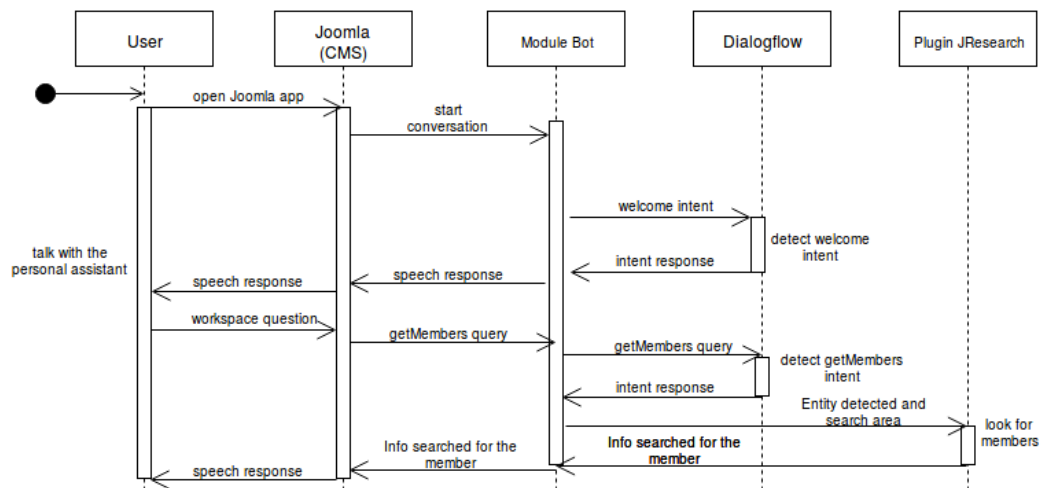 User
Joomla
(CMS)
Module Bot
Dialogflow
Plugin JResearch
open Joomla app
start
conversation
welcome intent
detect welcome
intent
talk with the
personal assistant
intent response
speech response
speech response
workspace question
getMembers query
getMembers query
detect getMembers
intent
intent response
Entity detected and
search area
look for
members
Info searched for the
member
Info searched for the
member
speech response